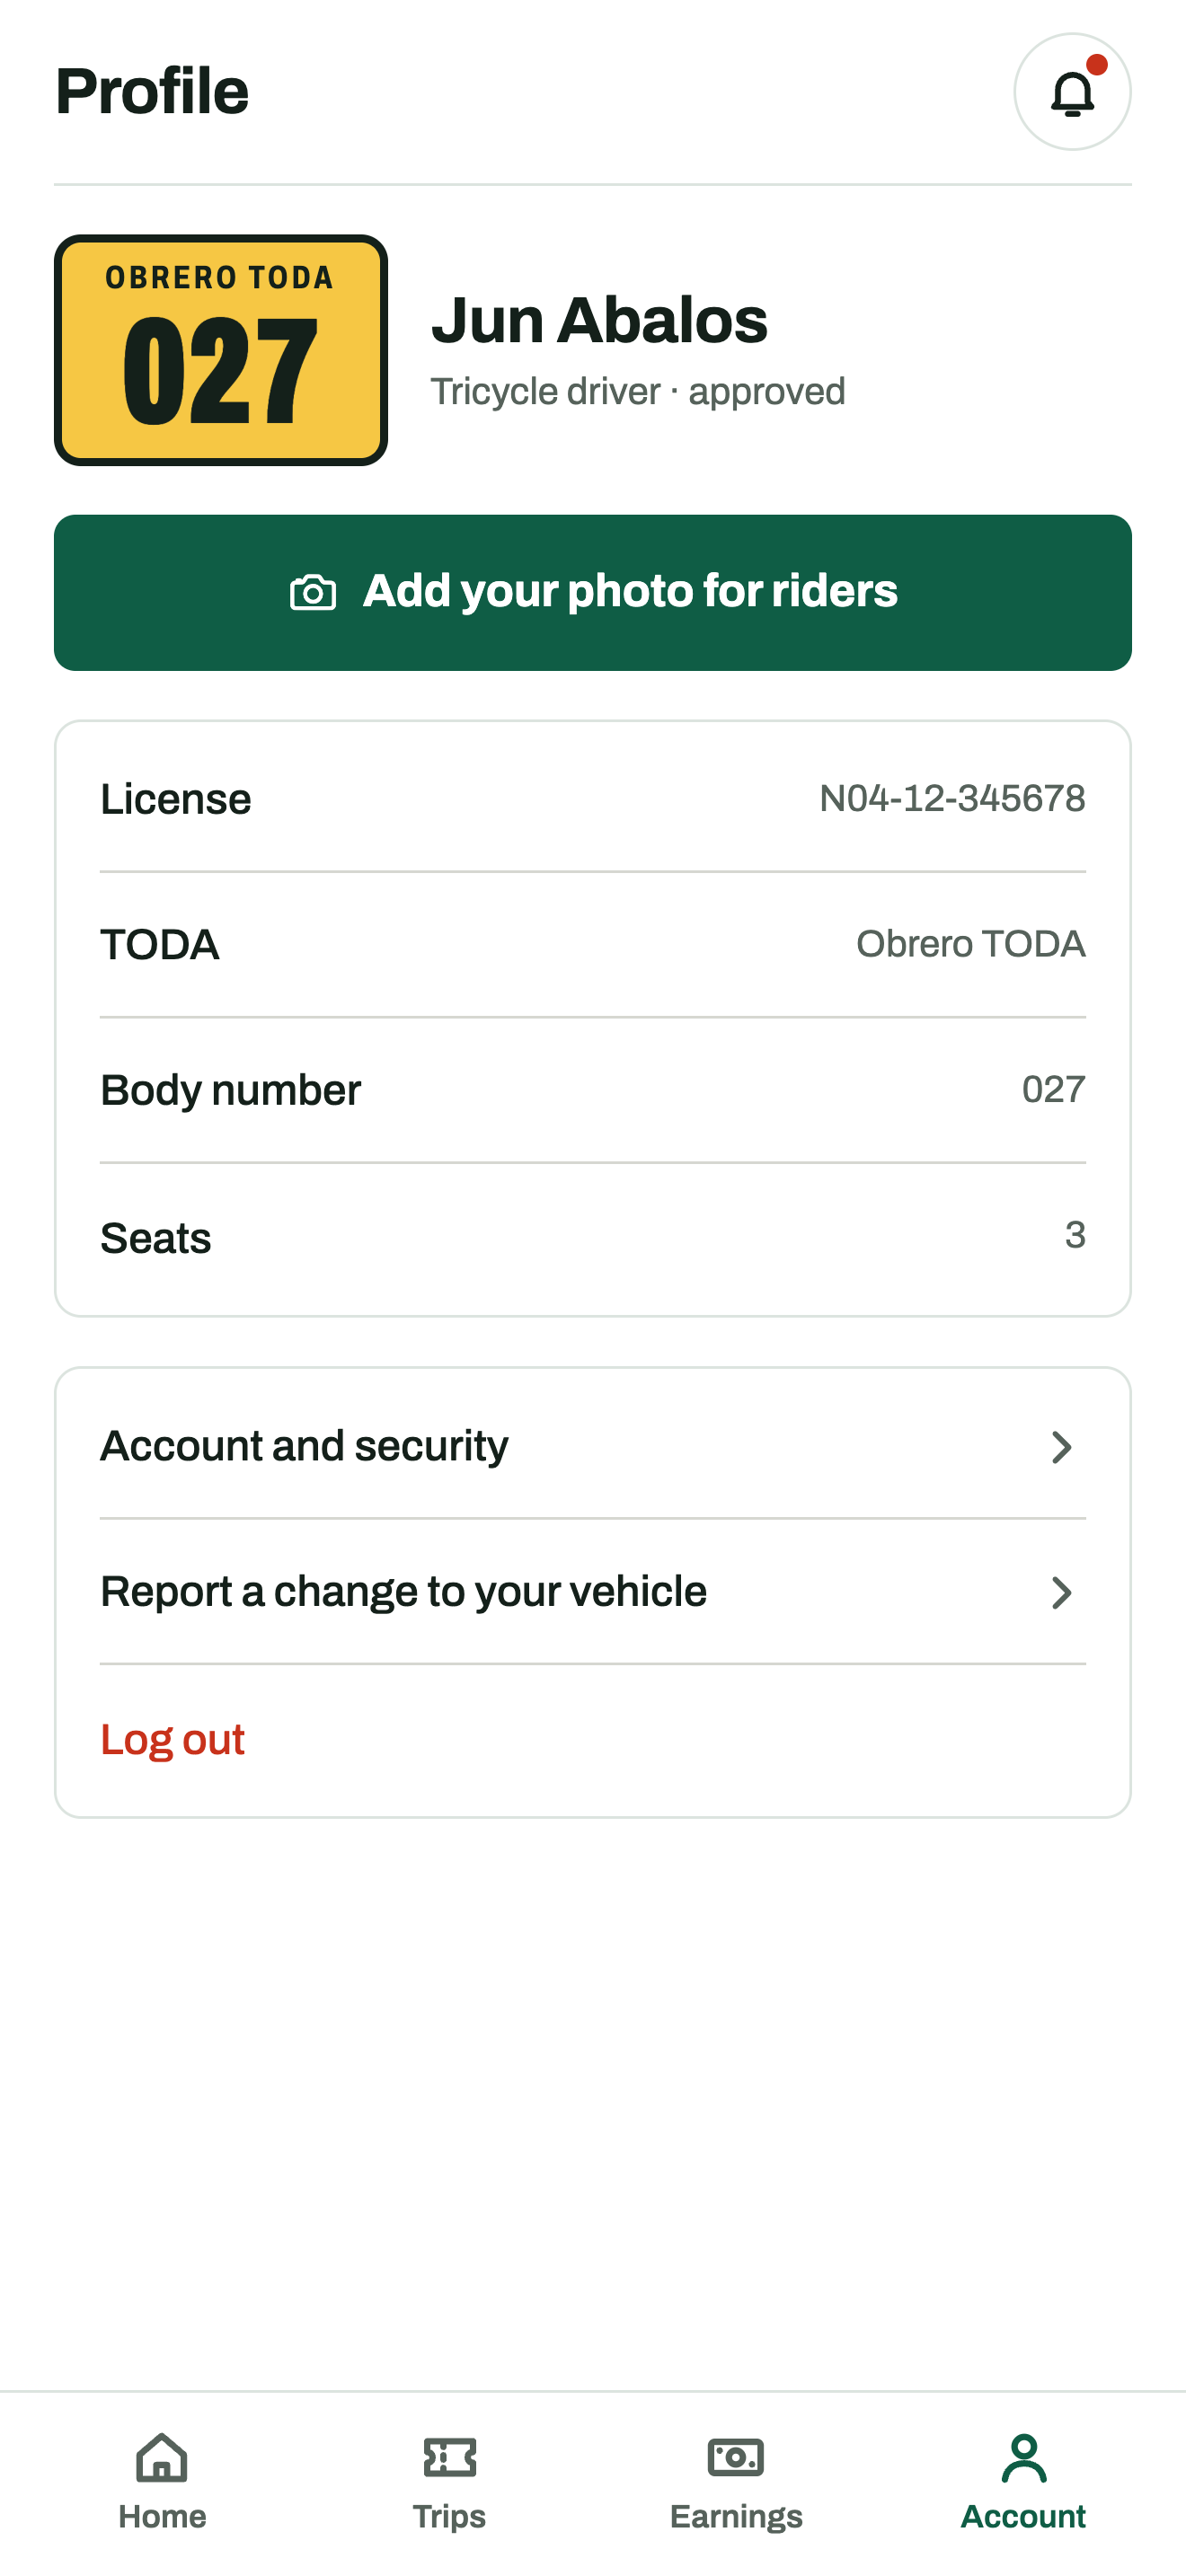 Profile
OBRERO TODA
027
Jun Abalos
Tricycle driver · approved
Add your photo for riders
License N04-12-345678
TODA Obrero TODA
Body number 027
Seats 3
Account and security
Report a change to your vehicle
Log out
Home Trips Earnings Account